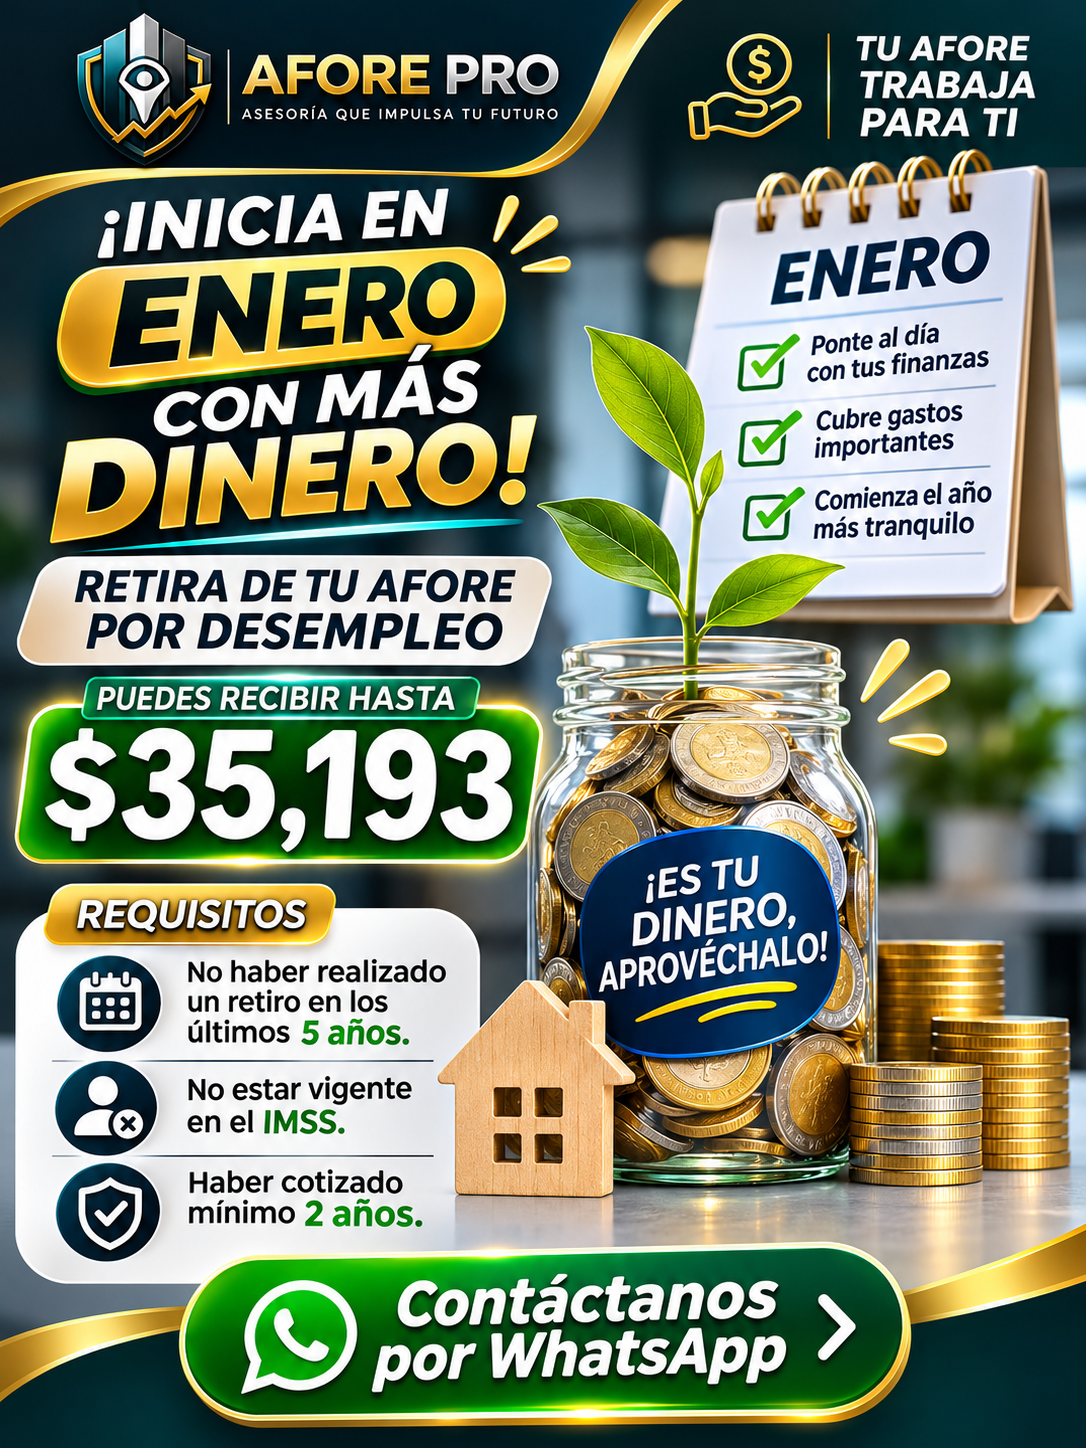 AFORE PRO
ASESORÍA QUE IMPULSA TU FUTURO
TU AFORE
TRABAJA
PARA TI
¡INICIA EN
ENERO
CON MÁS
DINERO!
RETIRA DE TU AFORE
POR DESEMPLEO
PUEDES RECIBIR HASTA
$35,193
REQUISITOS
No haber realizado
un retiro en los
últimos 5 años.
No estar vigente
en el IMSS.
Haber cotizado
mínimo 2 años.
ENERO
Ponte al día
con tus finanzas
Cubre gastos
importantes
Comienza el año
más tranquilo
¡ES TU
DINERO,
APROVÉCHALO!
Contáctanos
por WhatsApp